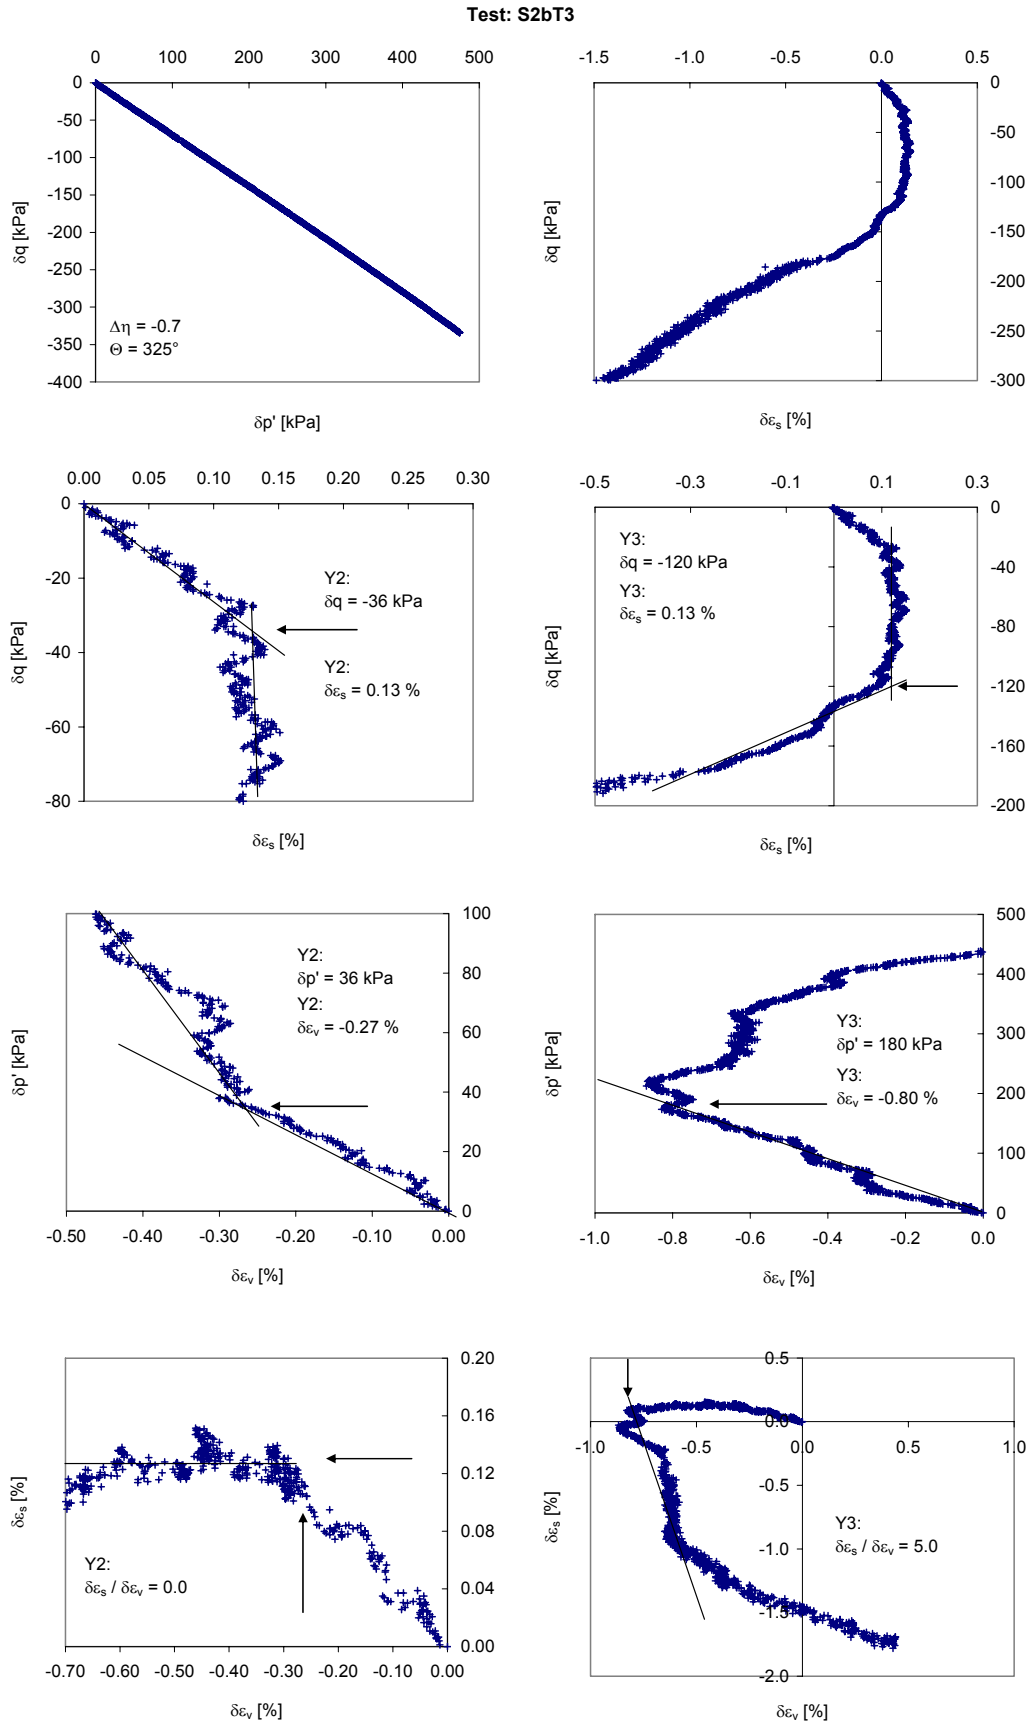 Test: S2bT3
0 100 200 300 400 500
0
-50
-100
-150
-200
-250
-300
-350
-400
δq [kPa]
Δη = -0.7
Θ = 325°
δp' [kPa]
-1.5 -1.0 -0.5 0.0 0.5
0
-50
-100
-150
-200
-250
-300
δq [kPa]
δεs [%]
0.00 0.05 0.10 0.15 0.20 0.25 0.30
0
-20
-40
-60
-80
δq [kPa]
Y2:
δq = -36 kPa
Y2:
δεs = 0.13 %
δεs [%]
-0.5 -0.3 -0.1 0.1 0.3
0
-40
-80
-120
-160
-200
δq [kPa]
Y3:
δq = -120 kPa
Y3:
δεs = 0.13 %
δεs [%]
100
80
60
40
20
0
δp' [kPa]
Y2:
δp' = 36 kPa
Y2:
δεv = -0.27 %
-0.50 -0.40 -0.30 -0.20 -0.10 0.00
δεv [%]
500
400
300
200
100
0
δp' [kPa]
Y3:
δp' = 180 kPa
Y3:
δεv = -0.80 %
-1.0 -0.8 -0.6 -0.4 -0.2 0.0
δεv [%]
0.20
0.16
0.12
0.08
0.04
0.00
δεs [%]
Y2:
δεs / δεv = 0.0
-0.70 -0.60 -0.50 -0.40 -0.30 -0.20 -0.10 0.00
δεv [%]
0.5
0.0
-0.5
-1.0
-1.5
-2.0
-1.0 -0.5 0.0 0.5 1.0
δεs [%]
Y3:
δεs / δεv = 5.0
δεv [%]